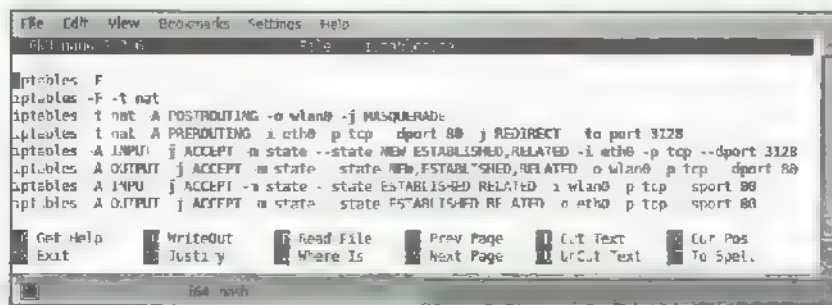 File Edit View Bookmarks Settings Help
File
iptables F
iptables -F -t nat
iptables t nat A POSTROUTING -o wlan0 -j MASQUERADE
iptables t nat A PREROUTING i eth0 p tcp dport 80 j REDIRECT to port 3128
iptables A INPUT j ACCEPT -m state --state NEW ESTABLISHED,RELATED -i eth0 -p tcp --dport 3128
iptables A OUTPUT j ACCEPT m state state NEW,ESTABLISHED,RELATED o wlan0 p tcp dport 80
iptables A INPU j ACCEPT -m state - state ESTABLISHED RELATED i wlan0 p tcp sport 80
iptables A OUTPUT j ACCEPT m state state ESTABLISHED RELATED o eth0 p tcp sport 80
Get Help WriteOut Read File Prev Page Cut Text Cur Pos
Exit Justify Where Is Next Page UnCut Text To Spell